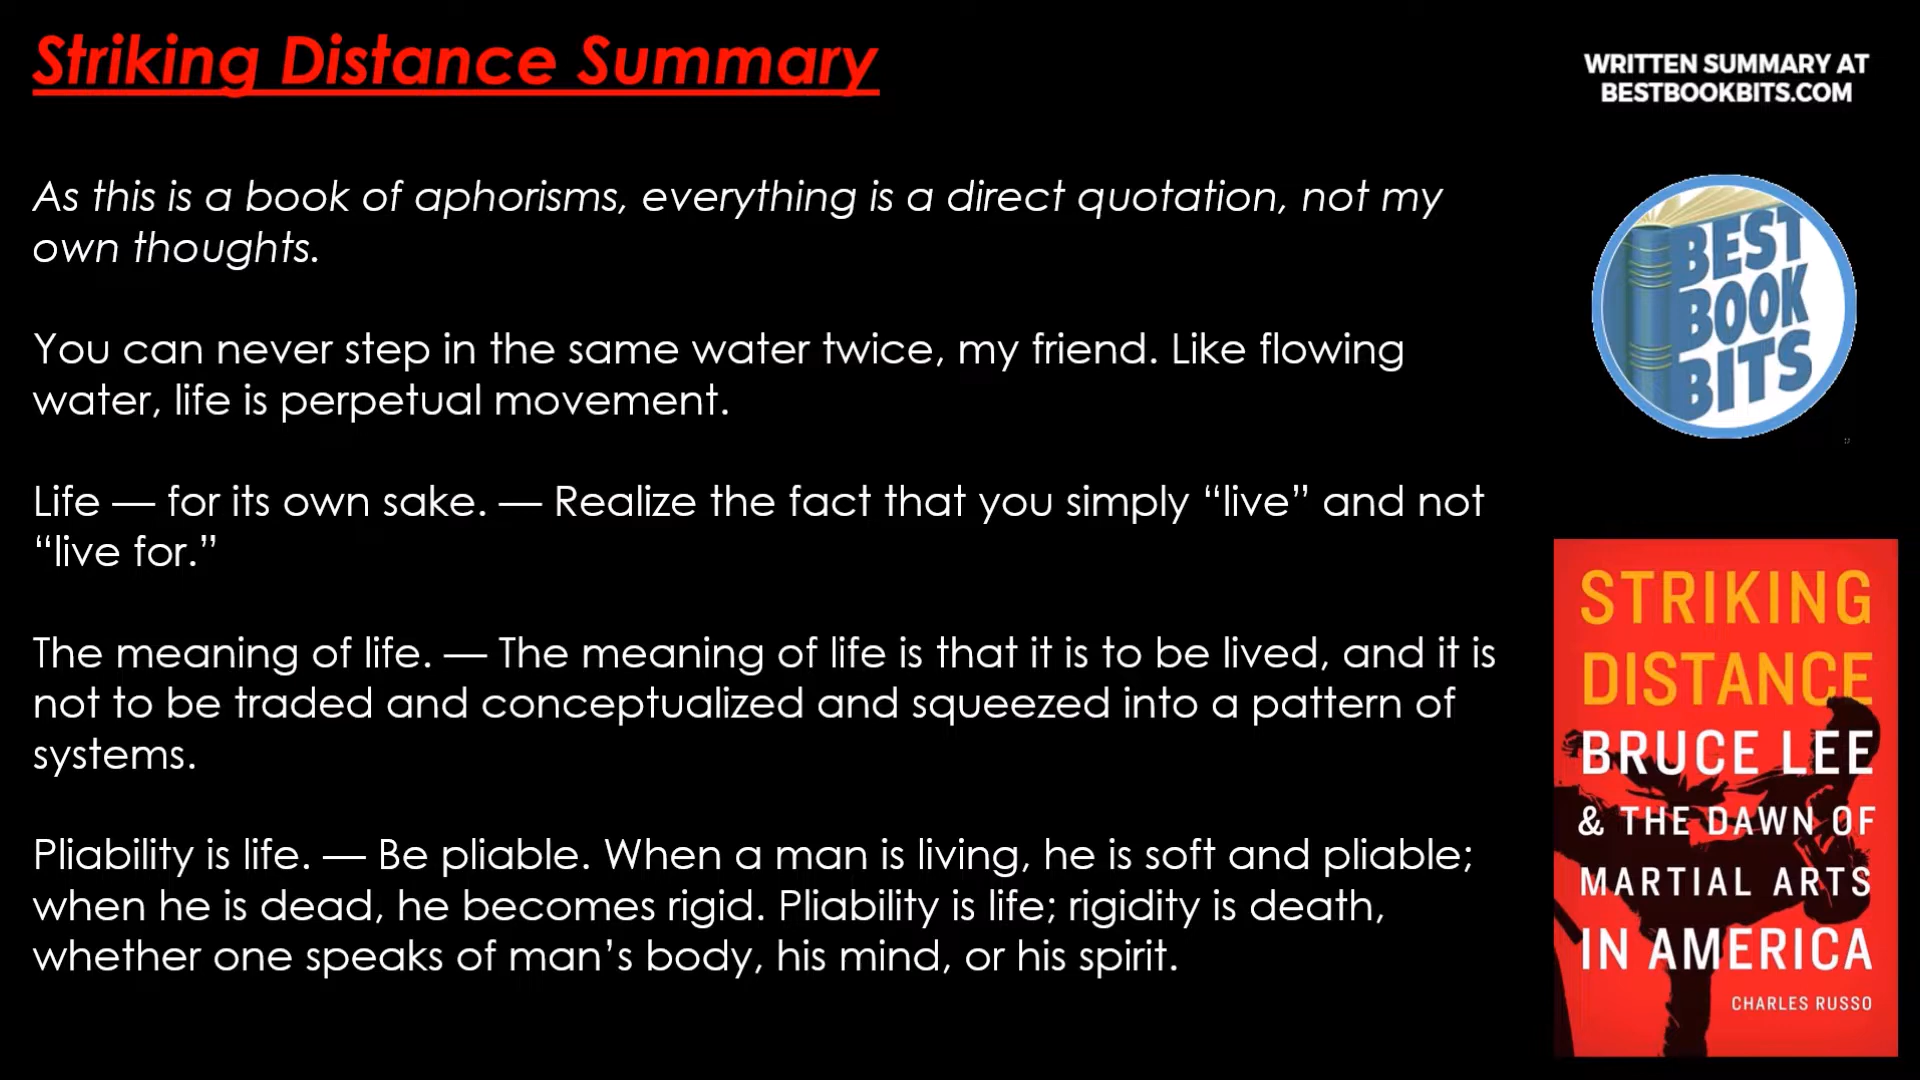 Striking Distance Summary
WRITTEN SUMMARY AT
BESTBOOKBITS.COM
As this is a book of aphorisms, everything is a direct quotation, not my
own thoughts.
You can never step in the same water twice, my friend. Like flowing
water, life is perpetual movement.
Life — for its own sake. — Realize the fact that you simply “live” and not
“live for.”
The meaning of life. — The meaning of life is that it is to be lived, and it is
not to be traded and conceptualized and squeezed into a pattern of
systems.
Pliability is life. — Be pliable. When a man is living, he is soft and pliable;
when he is dead, he becomes rigid. Pliability is life; rigidity is death,
whether one speaks of man’s body, his mind, or his spirit.
BEST
BOOK
BITS
STRIKING
DISTANCE
BRUCE LEE
& THE DAWN OF
MARTIAL ARTS
IN AMERICA
CHARLES RUSSO